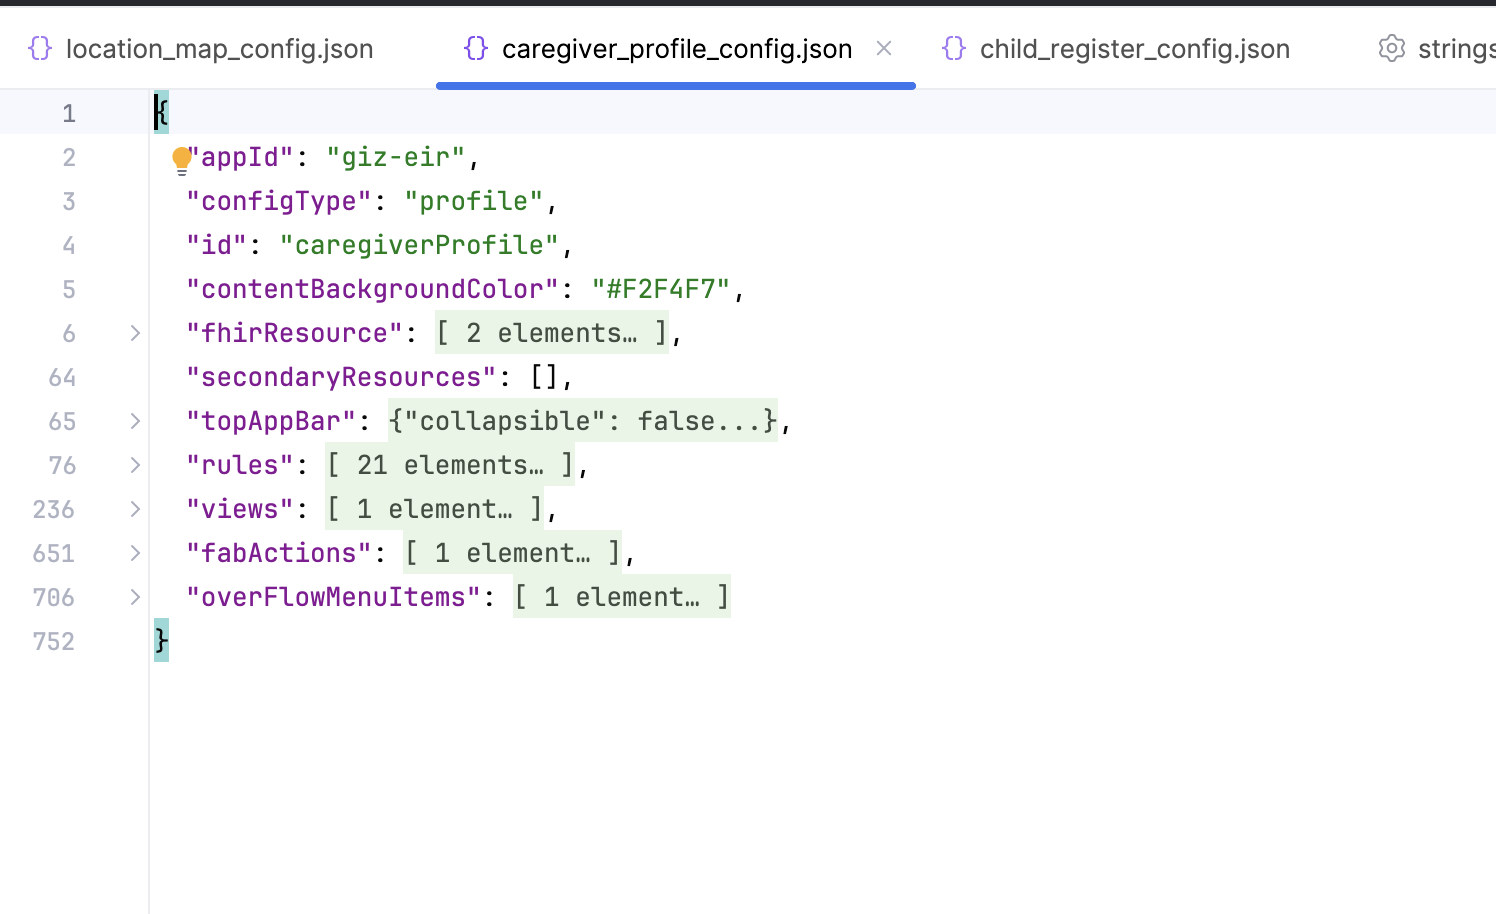 location_map_config.json caregiver_profile_config.json child_register_config.json strings
1 {
2 "appId": "giz-eir",
3 "configType": "profile",
4 "id": "caregiverProfile",
5 "contentBackgroundColor": "#F2F4F7",
6 "fhirResource": [ 2 elements… ],
64 "secondaryResources": [],
65 "topAppBar": {"collapsible": false...},
76 "rules": [ 21 elements… ],
236 "views": [ 1 element… ],
651 "fabActions": [ 1 element… ],
706 "overFlowMenuItems": [ 1 element… ]
752 }